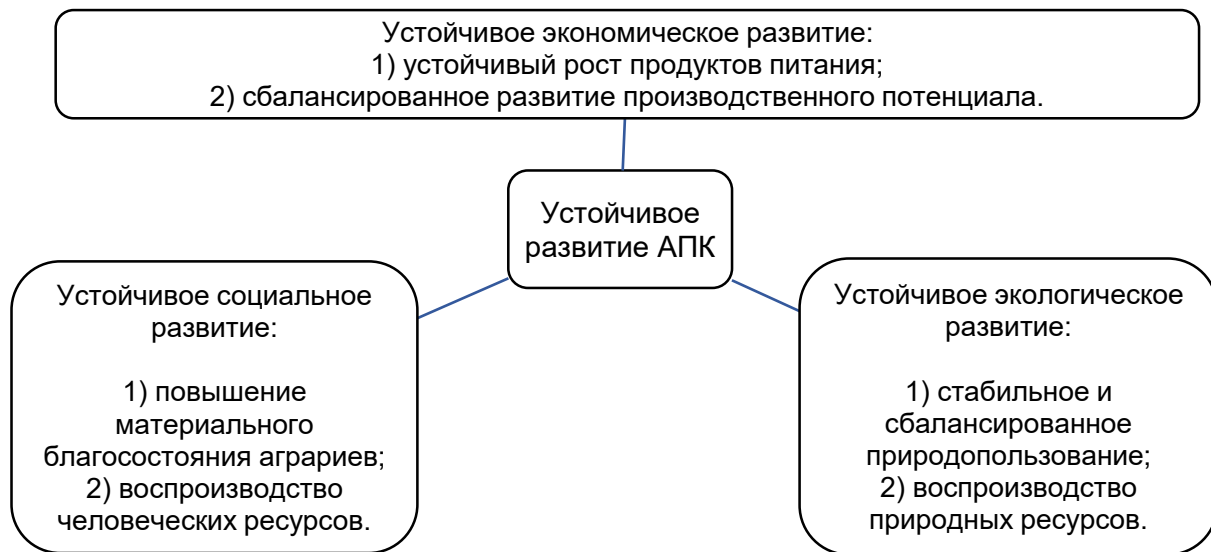 Устойчивое экономическое развитие:
1) устойчивый рост продуктов питания;
2) сбалансированное развитие производственного потенциала.
Устойчивое
развитие АПК
Устойчивое социальное
развитие:
1) повышение
материального
благосостояния аграриев;
2) воспроизводство
человеческих ресурсов.
Устойчивое экологическое
развитие:
1) стабильное и
сбалансированное
природопользование;
2) воспроизводство
природных ресурсов.